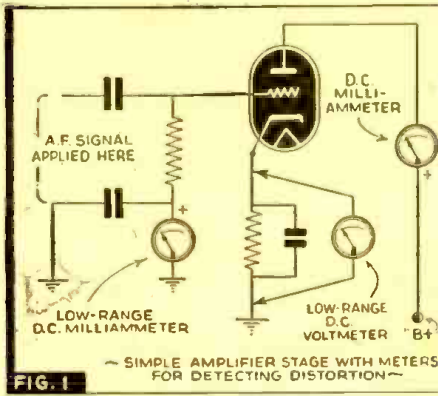 D.C.
MILLI-
AMMETER
A.F. SIGNAL
APPLIED HERE
+
+
LOW-RANGE
D.C. MILLIAMMETER
LOW-RANGE
D.C.
VOLTMETER
"B+"
~ SIMPLE AMPLIFIER STAGE WITH METERS
FOR DETECTING DISTORTION ~
FIG. 1